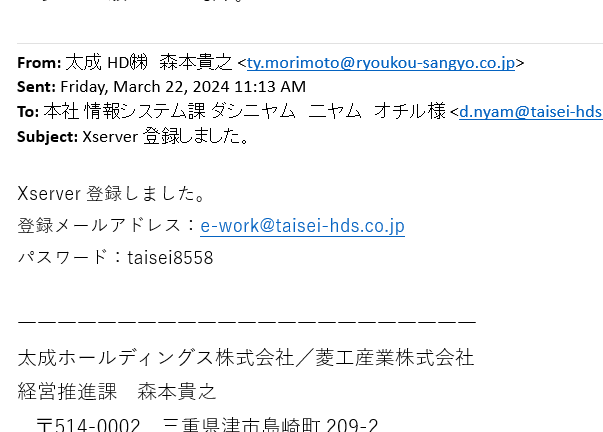 From: 太成 HD㈱　森本貴之 <ty.morimoto@ryoukou-sangyo.co.jp>
Sent: Friday, March 22, 2024 11:13 AM
To: 本社 情報システム課 ダシニヤム　ニヤム　オチル様 <d.nyam@taisei-hds
Subject: Xserver 登録しました。
Xserver 登録しました。
登録メールアドレス：e-work@taisei-hds.co.jp
パスワード：taisei8558
―――――――――――――――――――――――
太成ホールディングス株式会社／菱工産業株式会社
経営推進課　森本貴之
〒514-0002　三重県津市島崎町 209-2